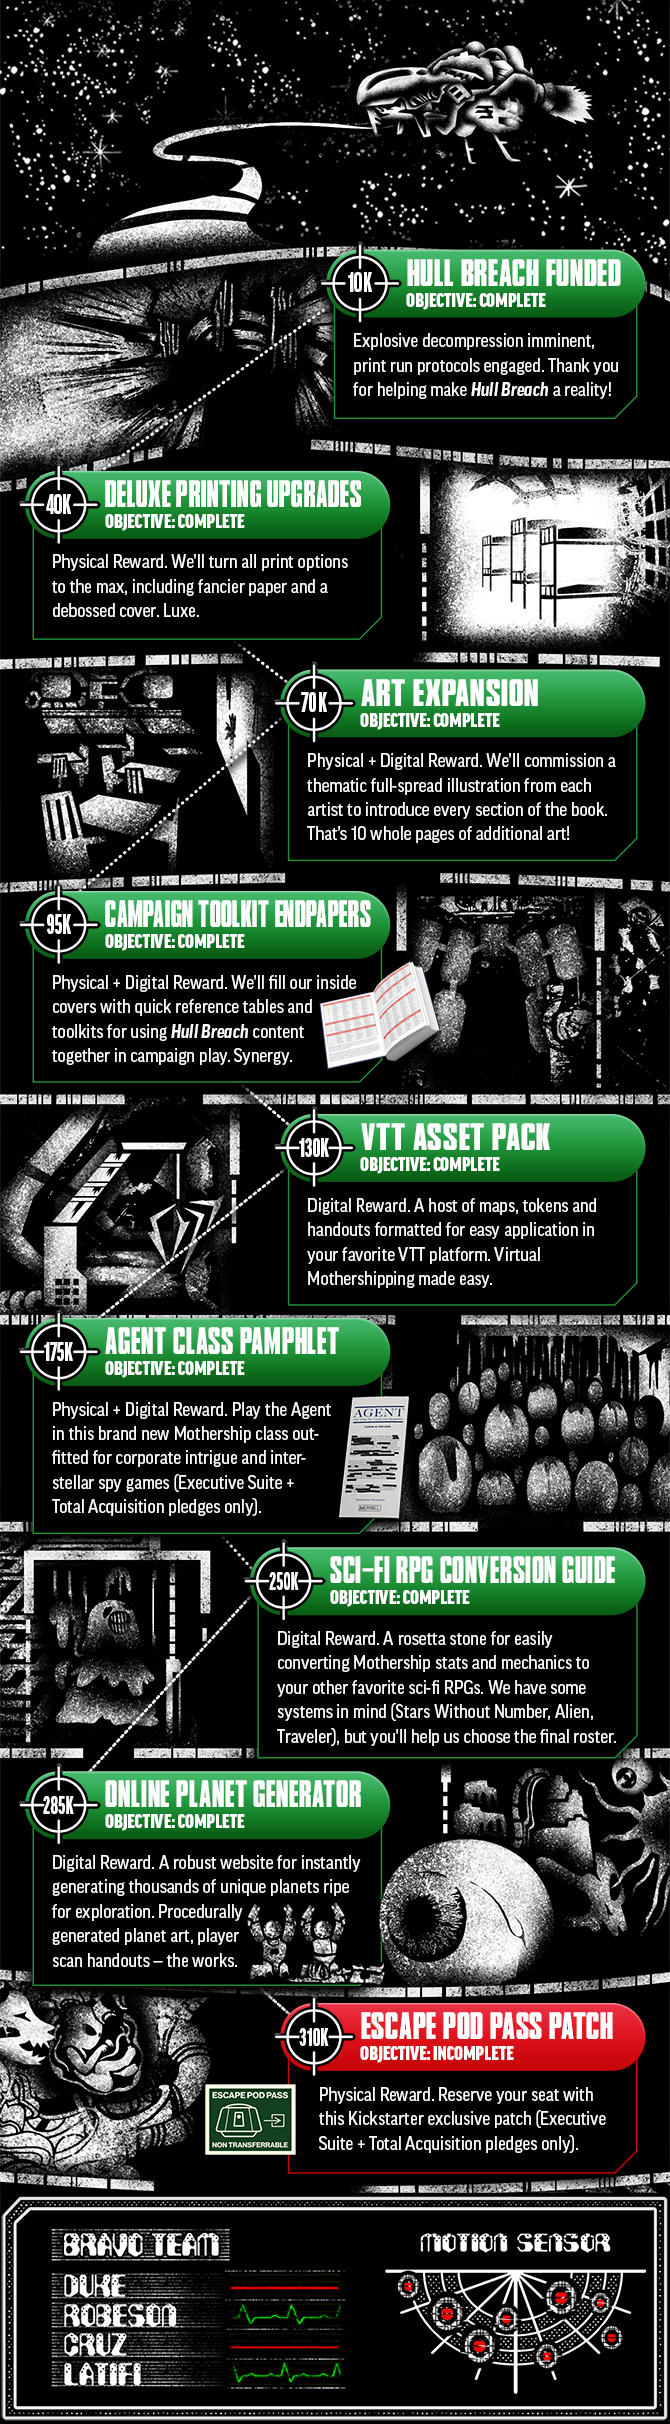 10K
HULL BREACH FUNDED
OBJECTIVE: COMPLETE
Explosive decompression imminent,
print run protocols engaged. Thank you
for helping make Hull Breach a reality!
40K
DELUXE PRINTING UPGRADES
OBJECTIVE: COMPLETE
Physical Reward. We'll turn all print options
to the max, including fancier paper and a
debossed cover. Luxe.
70K
ART EXPANSION
OBJECTIVE: COMPLETE
Physical + Digital Reward. We'll commission a
thematic full-spread illustration from each
artist to introduce every section of the book.
That's 10 whole pages of additional art!
95K
CAMPAIGN TOOLKIT ENDPAPERS
OBJECTIVE: COMPLETE
Physical + Digital Reward. We'll fill our inside
covers with quick reference tables and
toolkits for using Hull Breach content
together in campaign play. Synergy.
130K
VTT ASSET PACK
OBJECTIVE: COMPLETE
Digital Reward. A host of maps, tokens and
handouts formatted for easy application in
your favorite VTT platform. Virtual
Mothershipping made easy.
175K
AGENT CLASS PAMPHLET
OBJECTIVE: COMPLETE
Physical + Digital Reward. Play the Agent
in this brand new Mothership class out-
fitted for corporate intrigue and inter-
stellar spy games (Executive Suite +
Total Acquisition pledges only).
AGENT
250K
SCI-FI RPG CONVERSION GUIDE
OBJECTIVE: COMPLETE
Digital Reward. A rosetta stone for easily
converting Mothership stats and mechanics to
your other favorite sci-fi RPGs. We have some
systems in mind (Stars Without Number, Alien,
Traveler), but you'll help us choose the final roster.
285K
ONLINE PLANET GENERATOR
OBJECTIVE: COMPLETE
Digital Reward. A robust website for instantly
generating thousands of unique planets ripe
for exploration. Procedurally
generated planet art, player
scan handouts – the works.
310K
ESCAPE POD PASS PATCH
OBJECTIVE: INCOMPLETE
Physical Reward. Reserve your seat with
this Kickstarter exclusive patch (Executive
Suite + Total Acquisition pledges only).
ESCAPE POD PASS
NON TRANSFERRABLE
BRAVO TEAM
DUKE
ROBESON
CRUZ
LATIFI
MOTION SENSOR